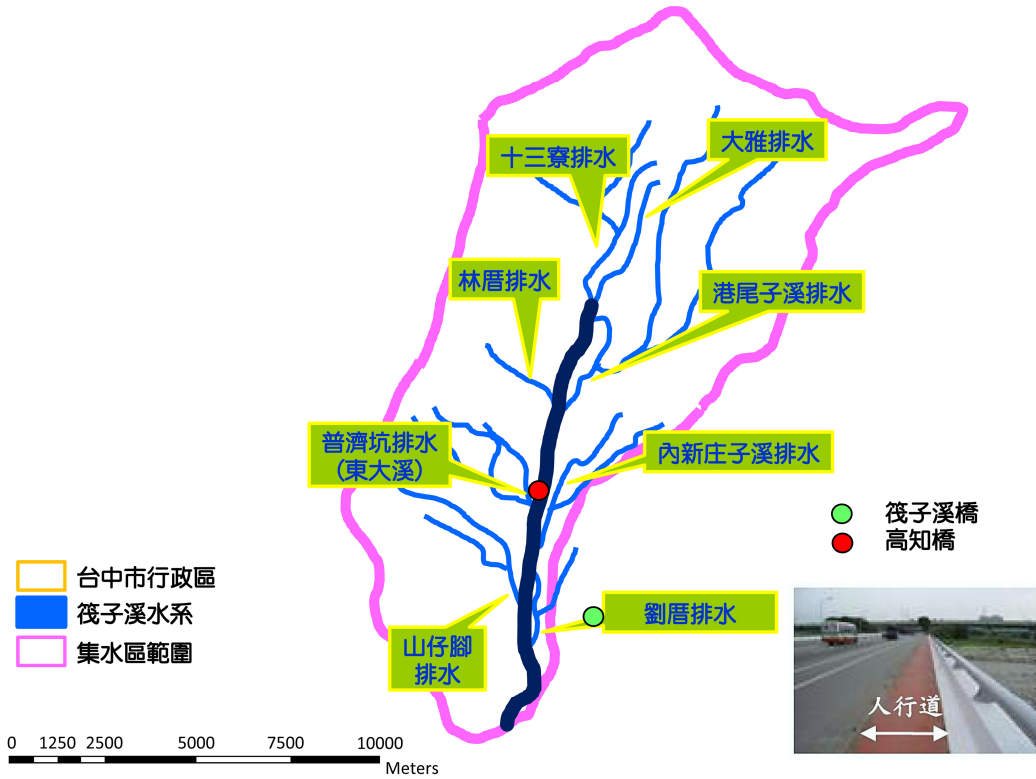 十三寮排水
大雅排水
林厝排水
港尾子溪排水
普濟坑排水
(東大溪)
內新庄子溪排水
筏子溪橋
高知橋
台中市行政區
筏子溪水系
集水區範圍
山仔腳
排水
劉厝排水
人行道
0 1250 2500 5000 7500 10000
Meters